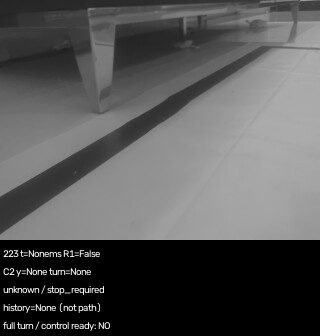 223 t=Nonems R1=False
C2 y=None turn=None
unknown / stop_required
history=None (not path)
full turn / control ready: NO